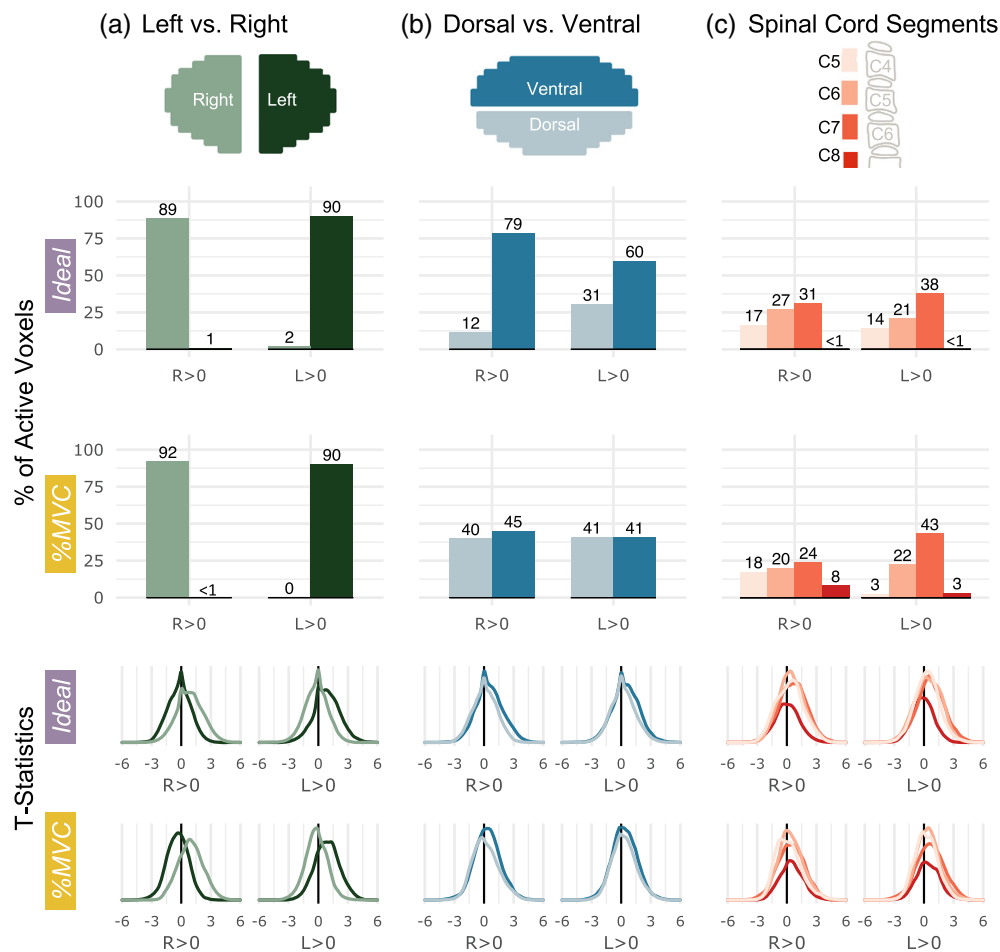 (a) Left vs. Right
Right
Left
(b) Dorsal vs. Ventral
Ventral
Dorsal
(c) Spinal Cord Segments
C5
C6
C7
C8
C4
C5
C6
% of Active Voxels
Ideal
100
75
50
25
0
89
1
2
90
R>0
L>0
12
79
31
60
R>0
L>0
17
27
31
<1
14
21
38
<1
R>0
L>0
%MVC
100
75
50
25
0
92
<1
0
90
R>0
L>0
40
45
41
41
R>0
L>0
18
20
24
8
3
22
43
3
R>0
L>0
T-Statistics
Ideal
-6 -3 0 3 6
R>0
-6 -3 0 3 6
L>0
-6 -3 0 3 6
R>0
-6 -3 0 3 6
L>0
-6 -3 0 3 6
R>0
-6 -3 0 3 6
L>0
%MVC
-6 -3 0 3 6
R>0
-6 -3 0 3 6
L>0
-6 -3 0 3 6
R>0
-6 -3 0 3 6
L>0
-6 -3 0 3 6
R>0
-6 -3 0 3 6
L>0